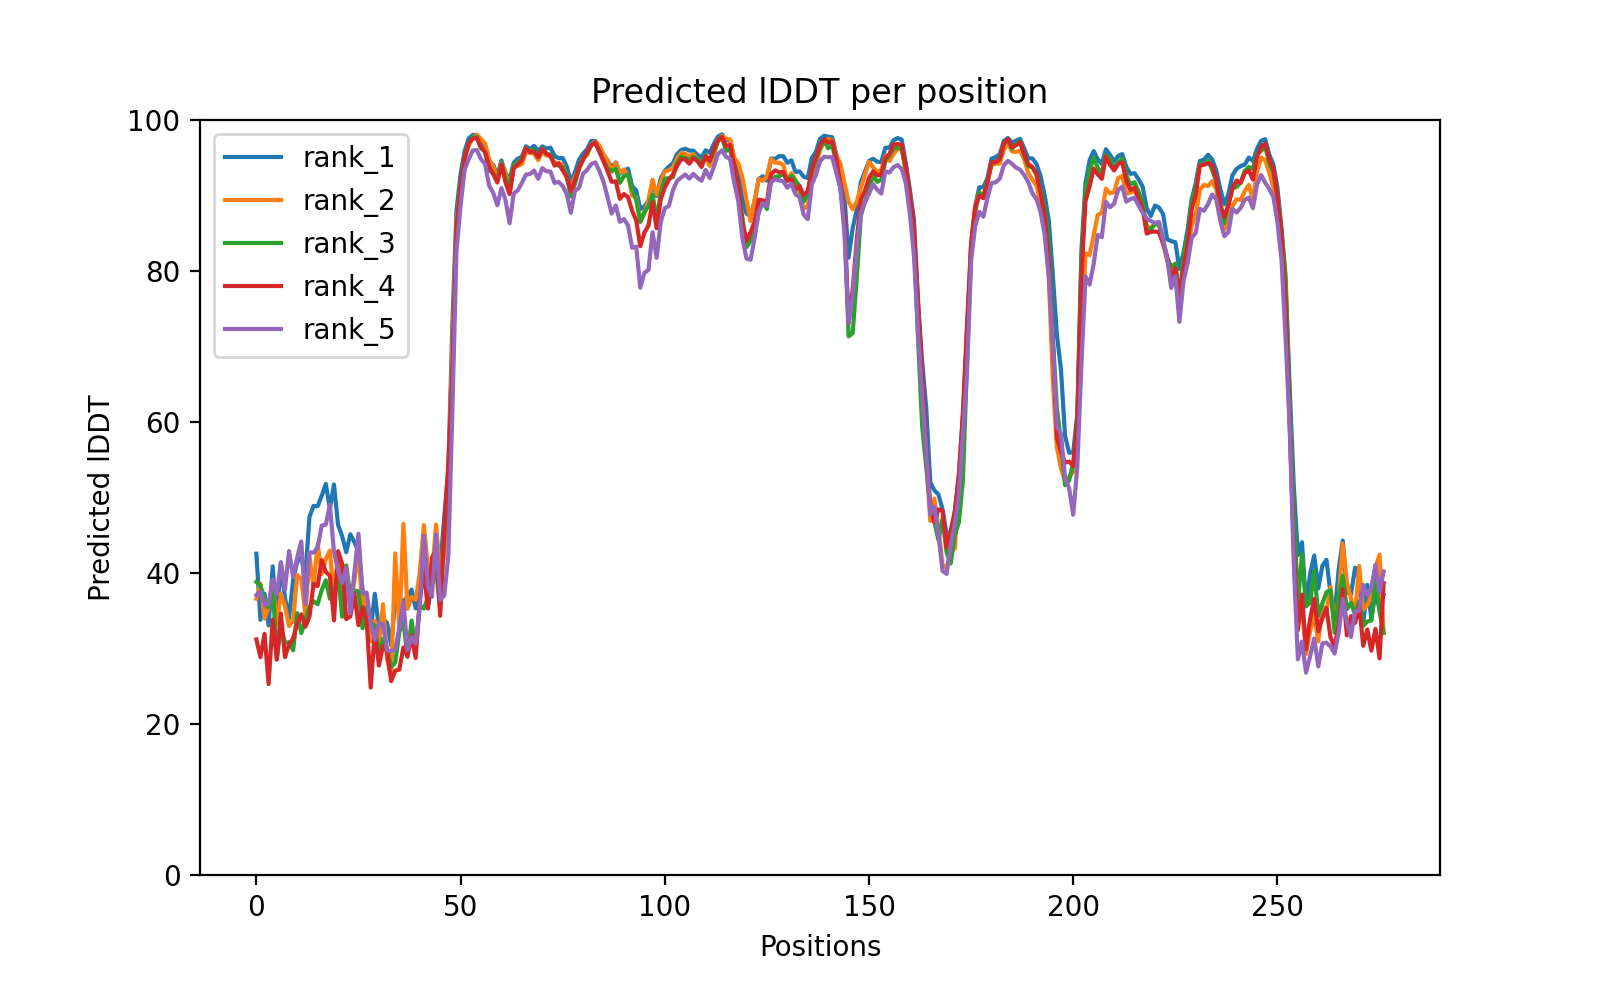 Predicted lDDT per position
100
80
60
40
20
0
Predicted lDDT
rank_1
rank_2
rank_3
rank_4
rank_5
0 50 100 150 200 250
Positions